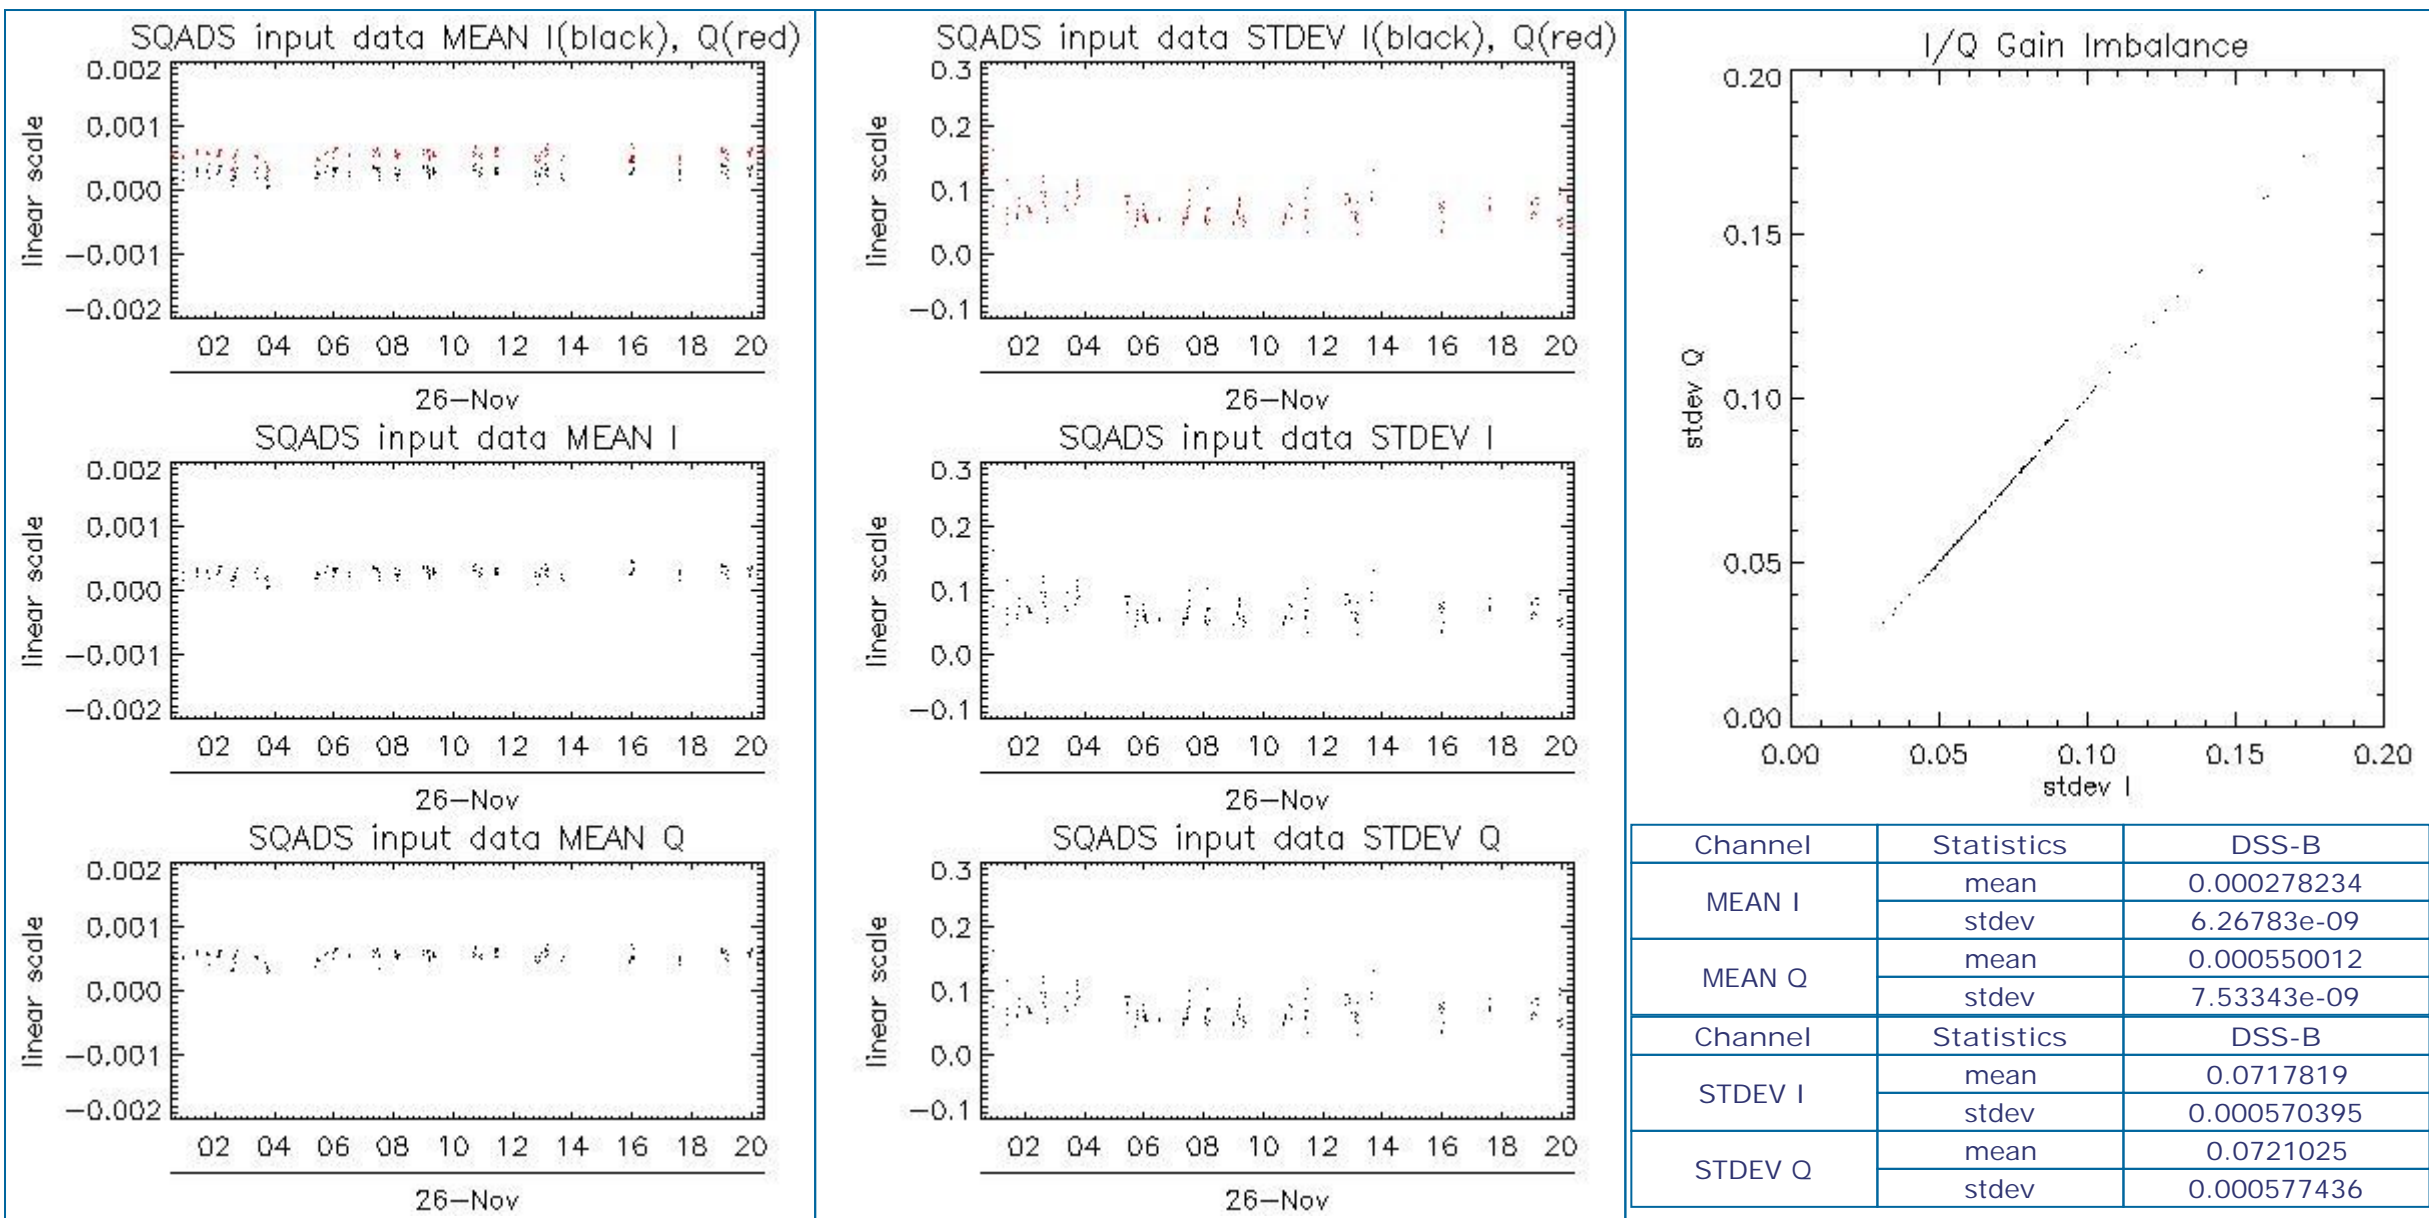 SQADS input data MEAN I(black), Q(red)
linear scale
0.002
0.001
0.000
−0.001
−0.002
02 04 06 08 10 12 14 16 18 20
26−Nov
SQADS input data MEAN I
linear scale
0.002
0.001
0.000
−0.001
−0.002
02 04 06 08 10 12 14 16 18 20
26−Nov
SQADS input data MEAN Q
linear scale
0.002
0.001
0.000
−0.001
−0.002
02 04 06 08 10 12 14 16 18 20
26−Nov
SQADS input data STDEV I(black), Q(red)
linear scale
0.3
0.2
0.1
0.0
−0.1
02 04 06 08 10 12 14 16 18 20
26−Nov
SQADS input data STDEV I
linear scale
0.3
0.2
0.1
0.0
−0.1
02 04 06 08 10 12 14 16 18 20
26−Nov
SQADS input data STDEV Q
linear scale
0.3
0.2
0.1
0.0
−0.1
02 04 06 08 10 12 14 16 18 20
26−Nov
I/Q Gain Imbalance
stdev Q
0.20
0.15
0.10
0.05
0.00
0.00 0.05 0.10 0.15 0.20
stdev I
Channel Statistics DSS-B
MEAN I mean 0.000278234
stdev 6.26783e-09
MEAN Q mean 0.000550012
stdev 7.53343e-09
Channel Statistics DSS-B
STDEV I mean 0.0717819
stdev 0.000570395
STDEV Q mean 0.0721025
stdev 0.000577436